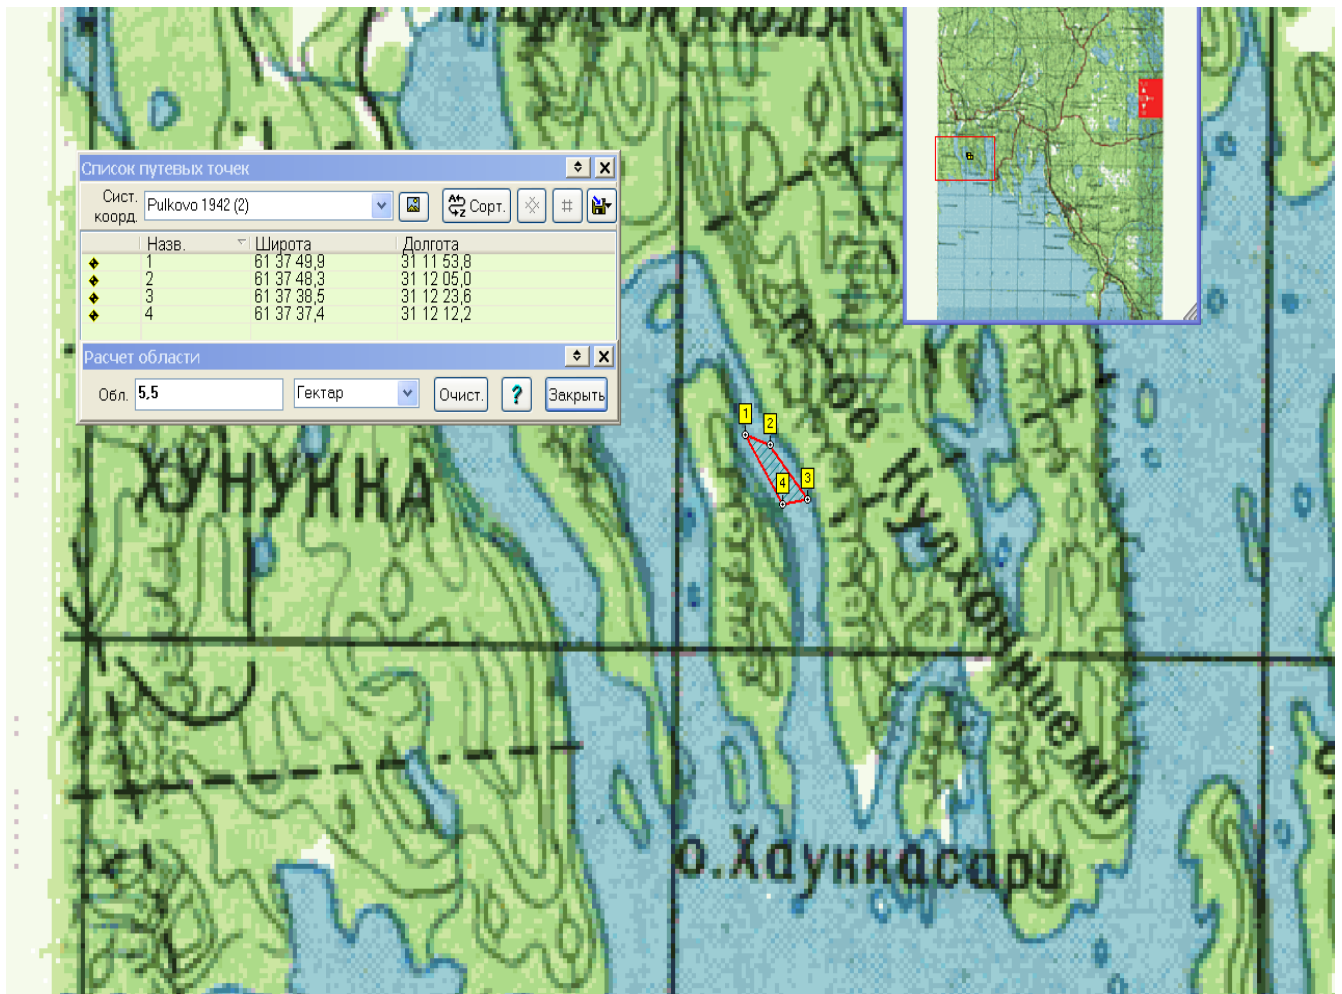 Список путевых точек
Сист. коорд. Pulkovo 1942 (2) Сорт.
Назв. Широта Долгота
1 61 37 49,9 31 11 53,8
2 61 37 48,3 31 12 05,0
3 61 37 38,5 31 12 23,6
4 61 37 37,4 31 12 12,2
Расчет области
Обл. 5,5 Гектар Очист. ? Закрыть
1
2
3
4
ХУНУККА
о.Хаункасари